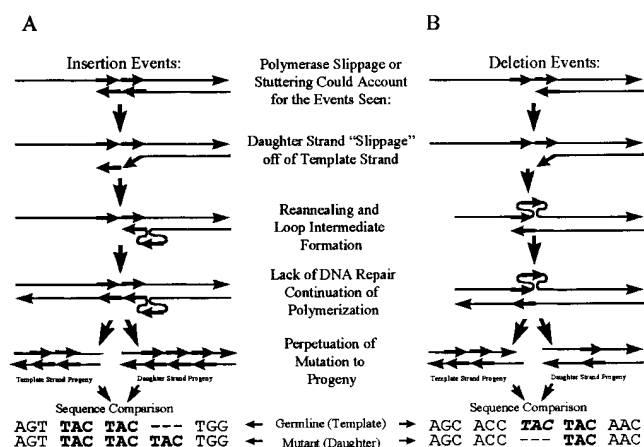 A
B
Insertion Events:
Polymerase Slippage or
Stuttering Could Account
for the Events Seen:
Deletion Events:
Daughter Strand “Slippage”
off of Template Strand
Reannealing and
Loop Intermediate
Formation
Lack of DNA Repair
Continuation of
Polymerization
Perpetuation of
Mutation to
Progeny
Template Strand Progeny
Daughter Strand Progeny
Template Strand Progeny
Daughter Strand Progeny
Sequence Comparison
Sequence Comparison
AGT TAC TAC --- TGG
Germline (Template)
AGC ACC TAC TAC AAC
AGT TAC TAC TAC TGG
Mutant (Daughter)
AGC ACC --- TAC AAC